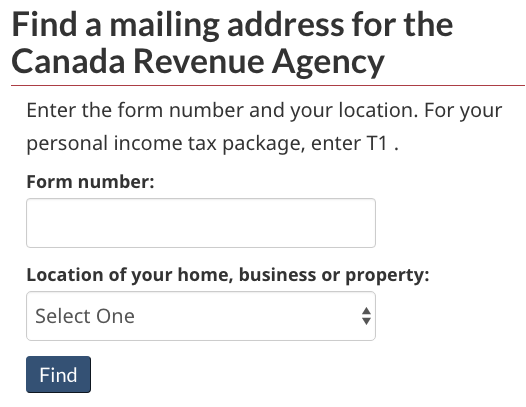 Find a mailing address for the
Canada Revenue Agency
Enter the form number and your location. For your
personal income tax package, enter T1 .
Form number:
Location of your home, business or property:
Select One
Find